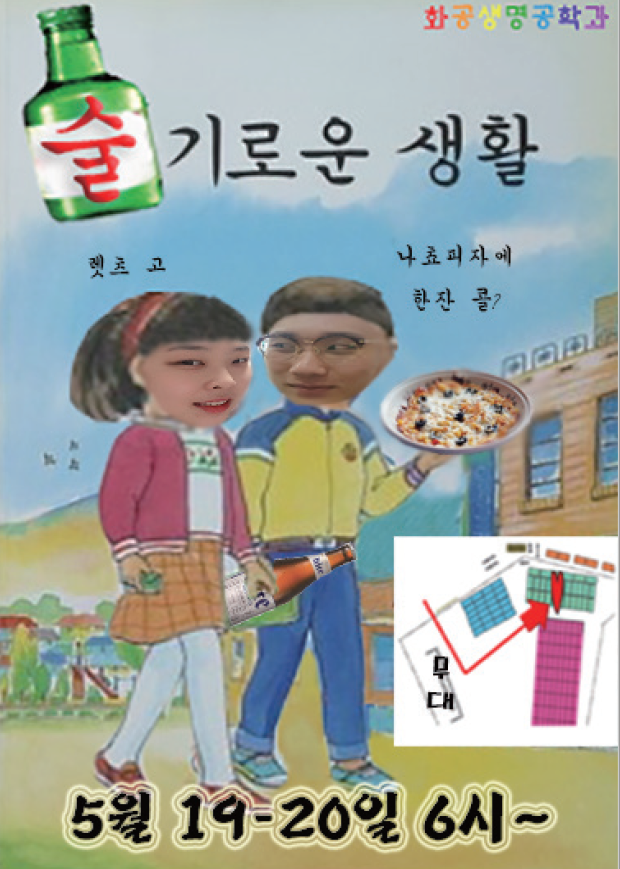 화공생명공학과
술기로운 생활
렛츠 고
나쵸피자에
한잔 콜?
무
대
5월 19-20일 6시~